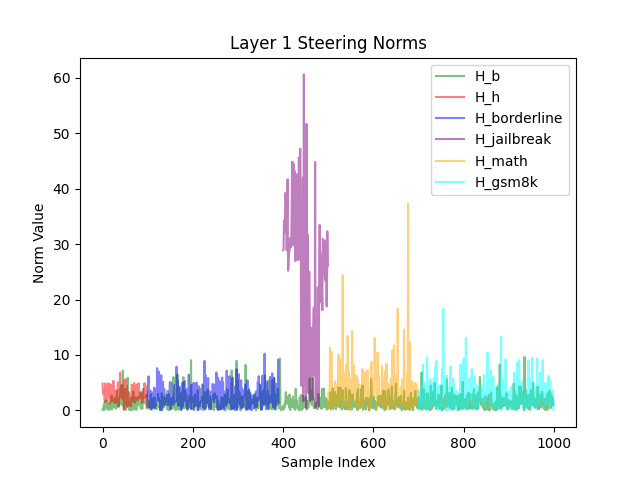 Layer 1 Steering Norms
60
50
40
30
20
10
0
Norm Value
H_b
H_h
H_borderline
H_jailbreak
H_math
H_gsm8k
0 200 400 600 800 1000
Sample Index